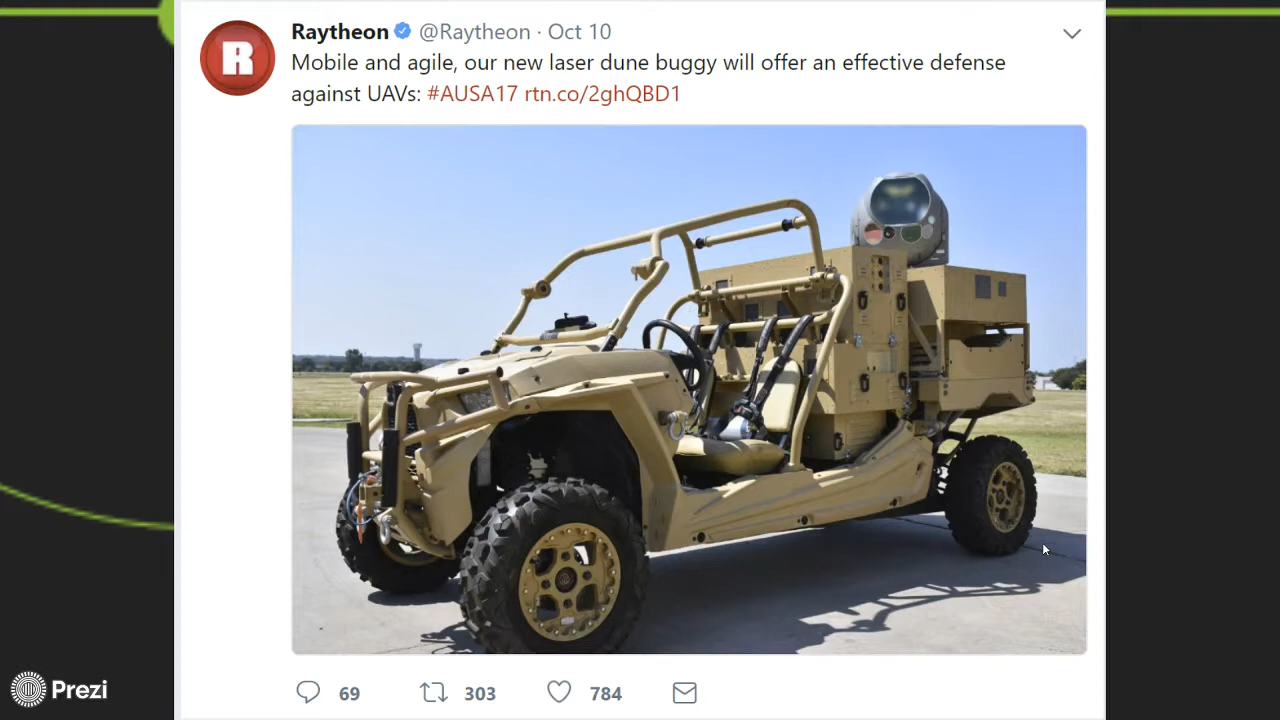 Raytheon @Raytheon · Oct 10
Mobile and agile, our new laser dune buggy will offer an effective defense
against UAVs: #AUSA17 rtn.co/2ghQBD1
R
69 303 784
Prezi